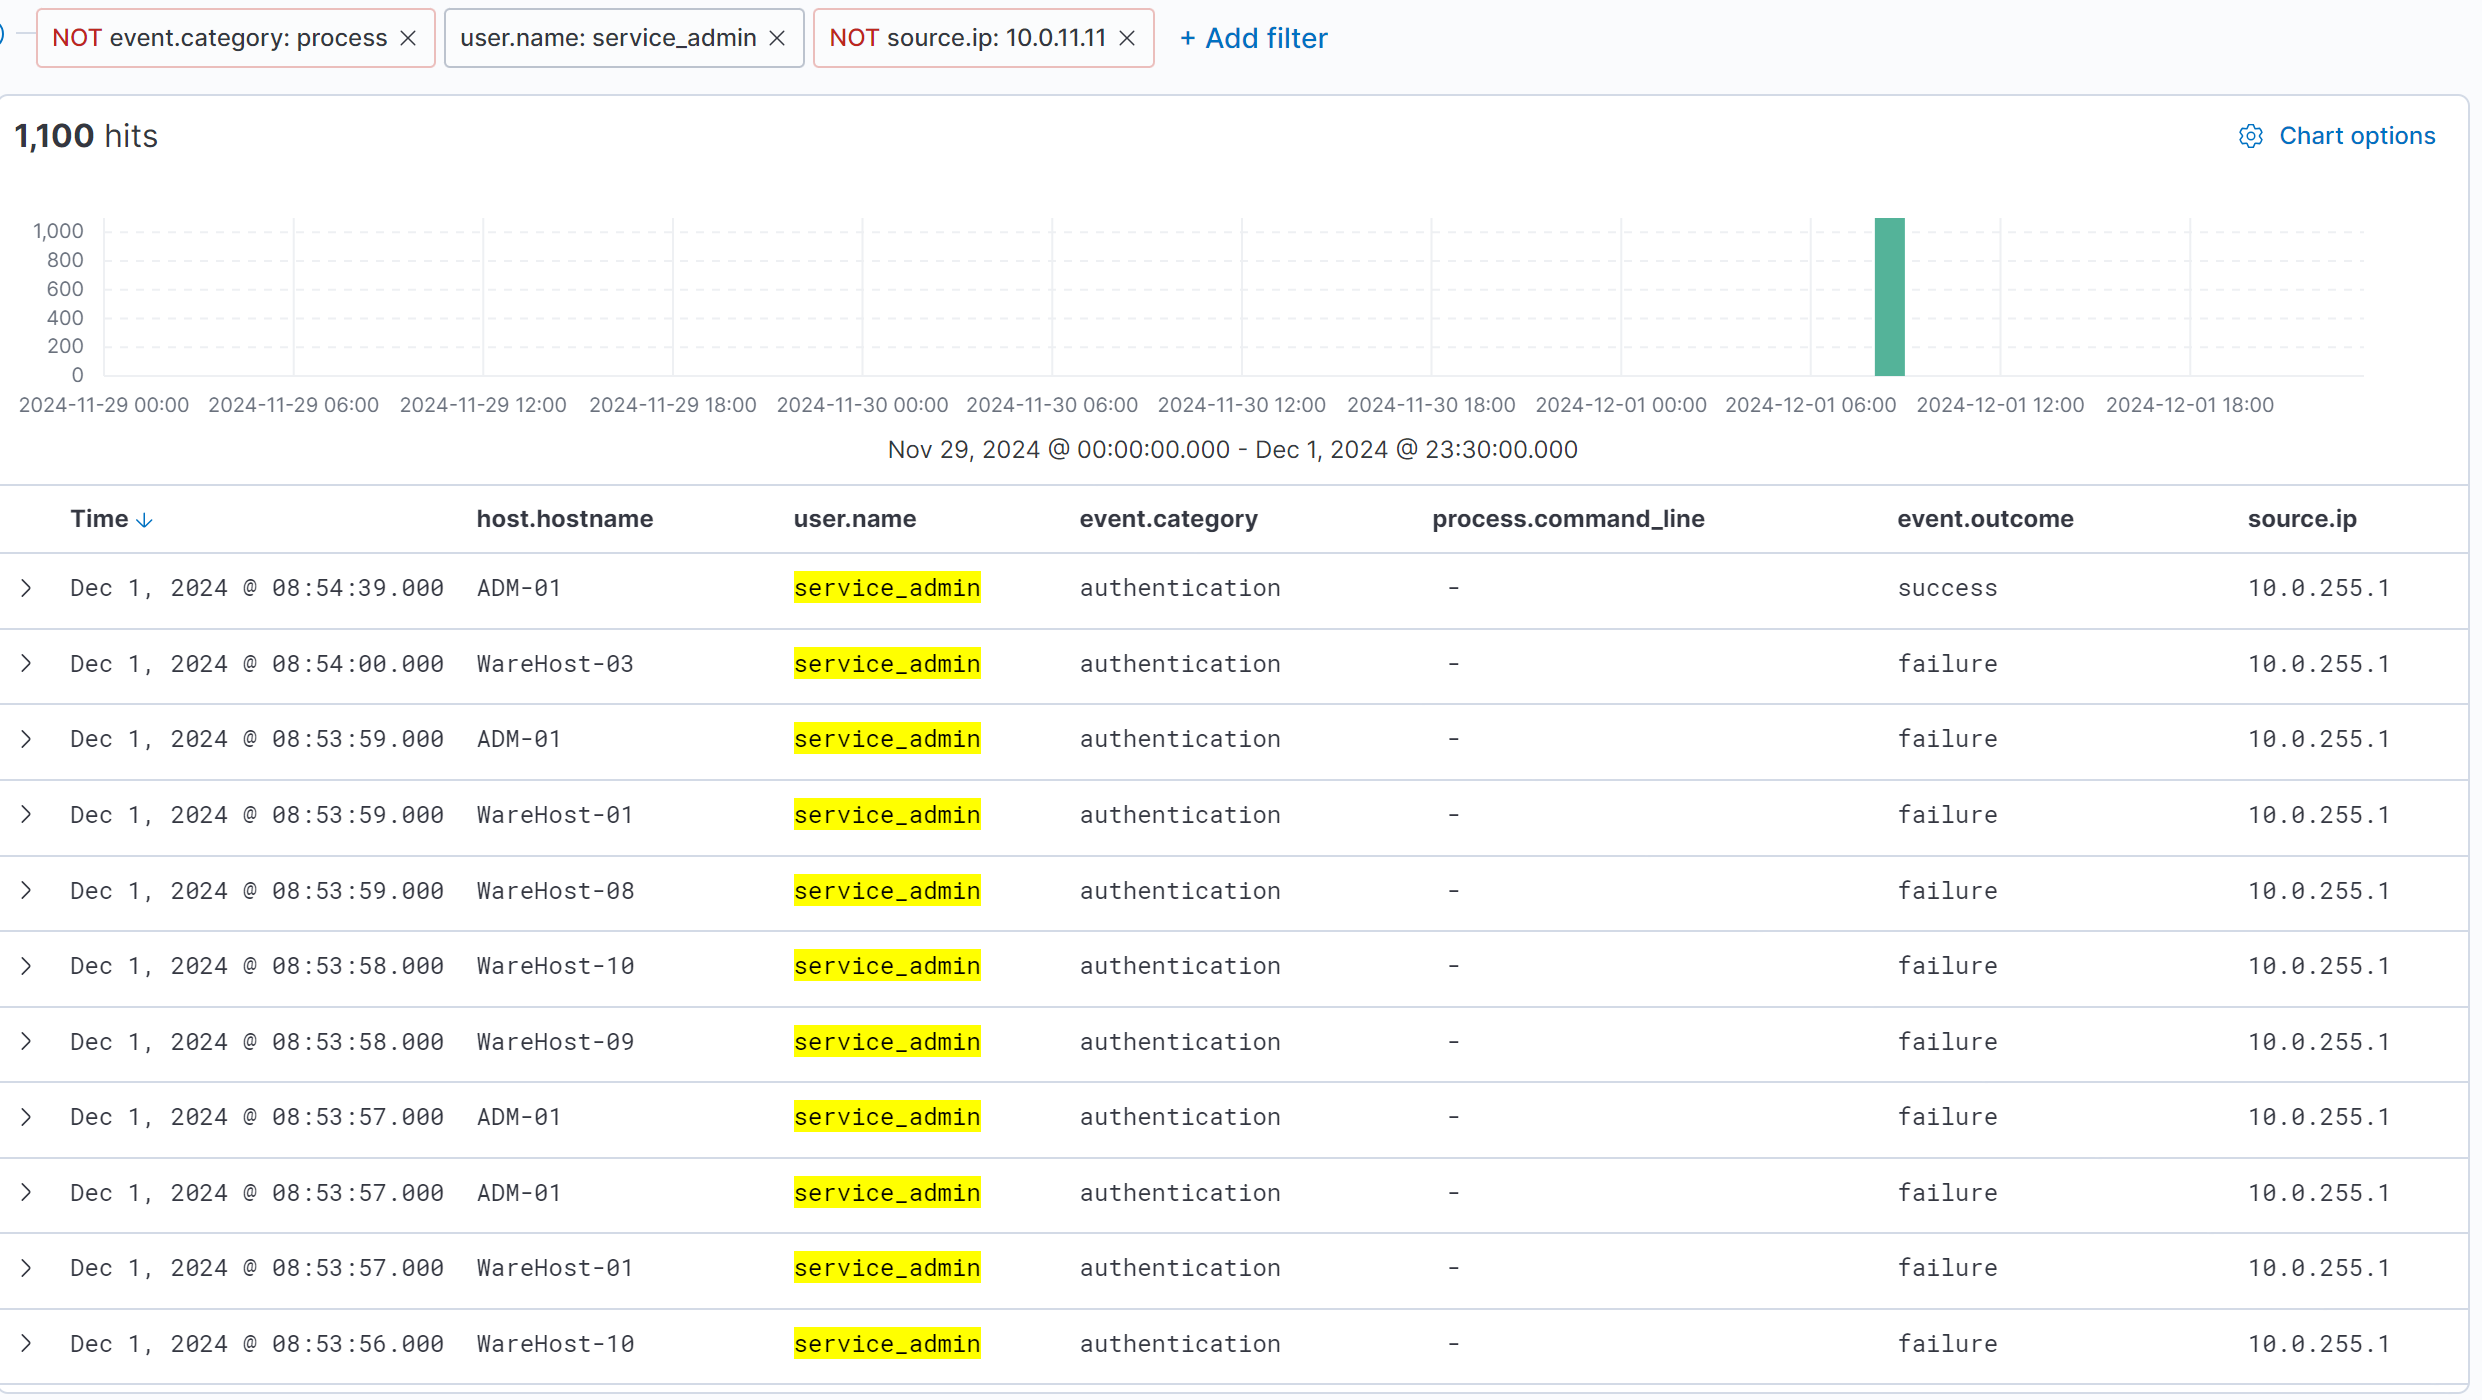 NOT event.category: process × user.name: service_admin × NOT source.ip: 10.0.11.11 × + Add filter
1,100 hits
Chart options
1,000
800
600
400
200
0
2024-11-29 00:00 2024-11-29 06:00 2024-11-29 12:00 2024-11-29 18:00 2024-11-30 00:00 2024-11-30 06:00 2024-11-30 12:00 2024-11-30 18:00 2024-12-01 00:00 2024-12-01 06:00 2024-12-01 12:00 2024-12-01 18:00
Nov 29, 2024 @ 00:00:00.000 - Dec 1, 2024 @ 23:30:00.000
Time ↓ host.hostname user.name event.category process.command_line event.outcome source.ip
Dec 1, 2024 @ 08:54:39.000 ADM-01 service_admin authentication - success 10.0.255.1
Dec 1, 2024 @ 08:54:00.000 WareHost-03 service_admin authentication - failure 10.0.255.1
Dec 1, 2024 @ 08:53:59.000 ADM-01 service_admin authentication - failure 10.0.255.1
Dec 1, 2024 @ 08:53:59.000 WareHost-01 service_admin authentication - failure 10.0.255.1
Dec 1, 2024 @ 08:53:59.000 WareHost-08 service_admin authentication - failure 10.0.255.1
Dec 1, 2024 @ 08:53:58.000 WareHost-10 service_admin authentication - failure 10.0.255.1
Dec 1, 2024 @ 08:53:58.000 WareHost-09 service_admin authentication - failure 10.0.255.1
Dec 1, 2024 @ 08:53:57.000 ADM-01 service_admin authentication - failure 10.0.255.1
Dec 1, 2024 @ 08:53:57.000 ADM-01 service_admin authentication - failure 10.0.255.1
Dec 1, 2024 @ 08:53:57.000 WareHost-01 service_admin authentication - failure 10.0.255.1
Dec 1, 2024 @ 08:53:56.000 WareHost-10 service_admin authentication - failure 10.0.255.1